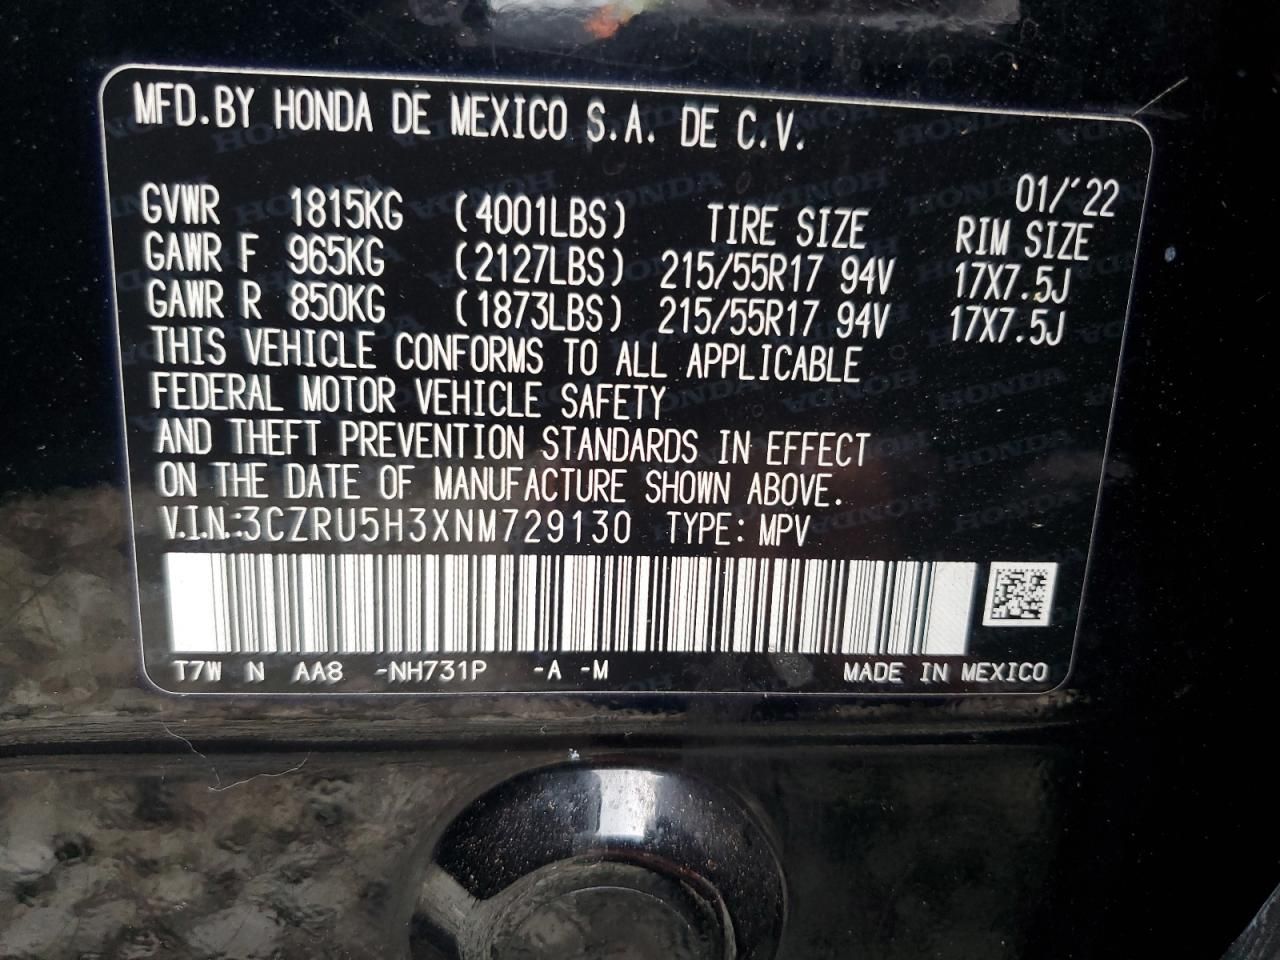 MFD.BY HONDA DE MEXICO S.A. DE C.V.
01/'22
GVWR 1815KG (4001LBS) TIRE SIZE RIM SIZE
GAWR F 965KG (2127LBS) 215/55R17 94V 17X7.5J
GAWR R 850KG (1873LBS) 215/55R17 94V 17X7.5J
THIS VEHICLE CONFORMS TO ALL APPLICABLE
FEDERAL MOTOR VEHICLE SAFETY
AND THEFT PREVENTION STANDARDS IN EFFECT
ON THE DATE OF MANUFACTURE SHOWN ABOVE.
V.I.N.:3CZRU5H3XNM729130 TYPE: MPV
T7W N AA8 -NH731P -A -M MADE IN MEXICO